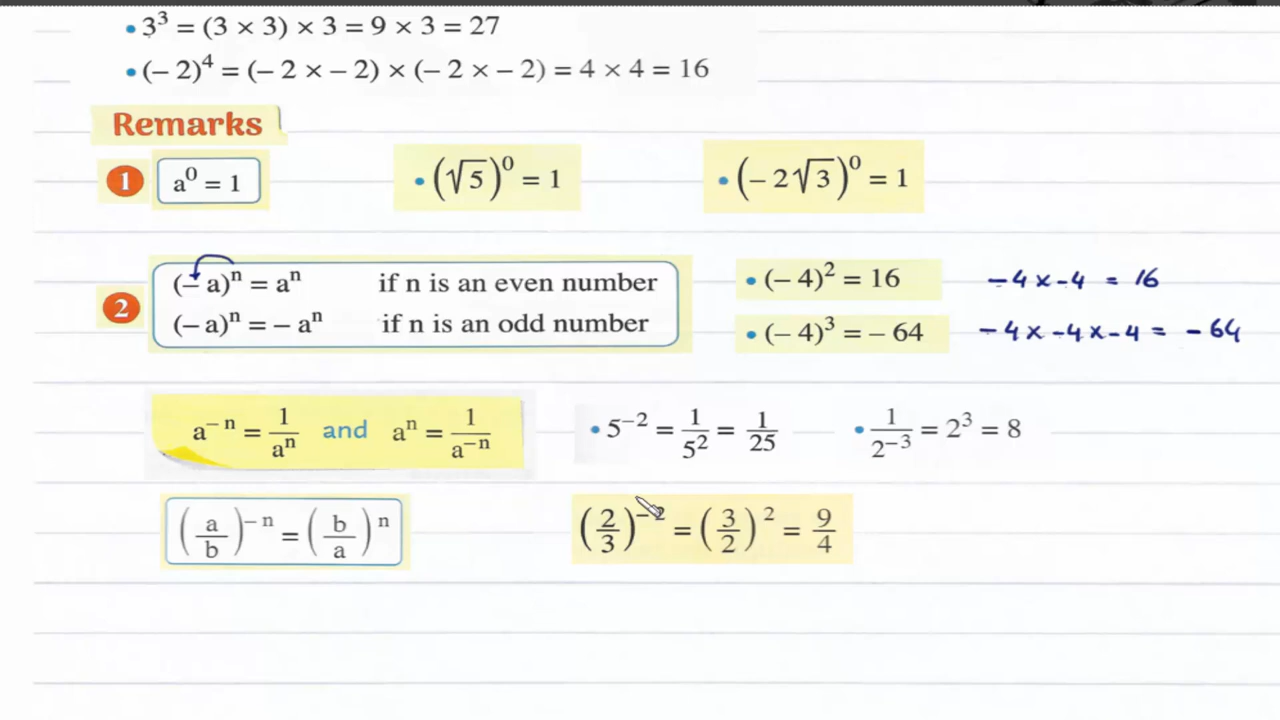 • 3³ = (3 × 3) × 3 = 9 × 3 = 27
• (– 2)⁴ = (– 2 × – 2) × (– 2 × – 2) = 4 × 4 = 16
Remarks
1 a⁰ = 1 • (√5)⁰ = 1 • (– 2√3)⁰ = 1
2 (– a)ⁿ = aⁿ if n is an even number • (– 4)² = 16 -4 x -4 = 16
(– a)ⁿ = – aⁿ if n is an odd number • (– 4)³ = – 64 -4 x -4 x -4 = -64
a⁻ⁿ = 1/aⁿ and aⁿ = 1/a⁻ⁿ • 5⁻² = 1/5² = 1/25 • 1/2⁻³ = 2³ = 8
(a/b)⁻ⁿ = (b/a)ⁿ (2/3)⁻² = (3/2)² = 9/4